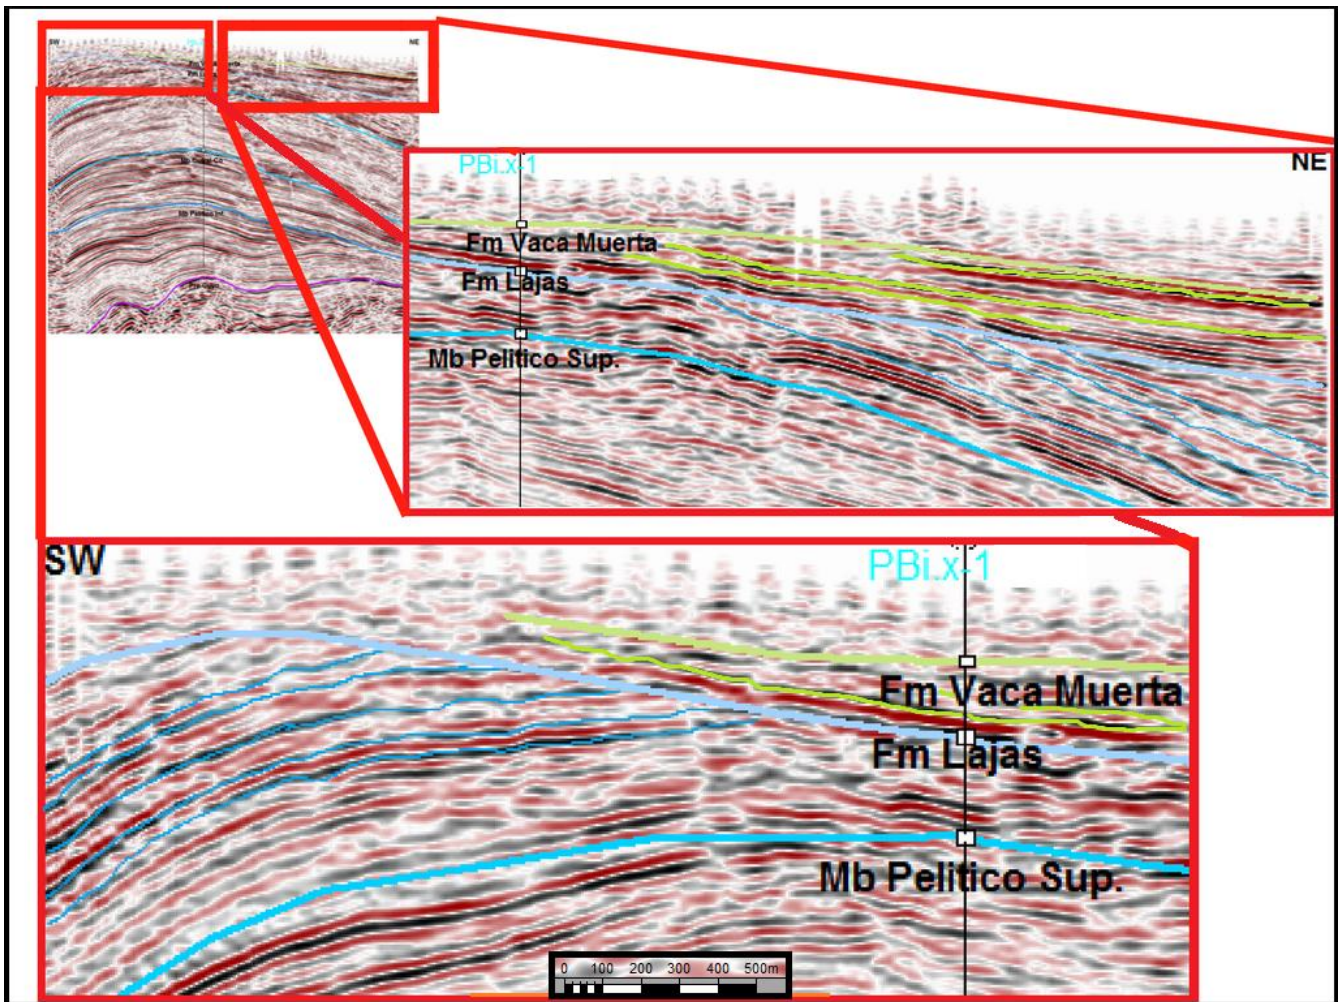 SW
NE
PBi.x-1
NE
Fm Vaca Muerta
Fm Lajas
Mb Pelitico Sup.
SW
PBi.x-1
Fm Vaca Muerta
Fm Lajas
Mb Pelitico Sup.
0 100 200 300 400 500m